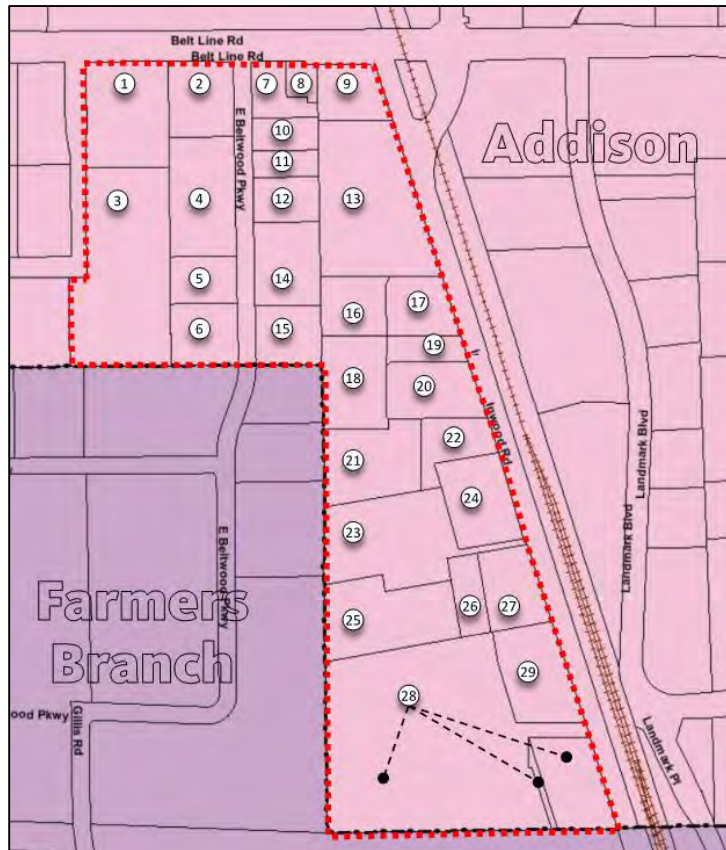 Belt Line Rd
Belt Line Rd
1
2
7
8
9
E Beltwood Pkwy
10
11
12
Addison
3
4
13
5
14
6
15
16
17
18
19
20
Inwood Rd
21
22
23
24
Landmark Blvd
Landmark Blvd
E Beltwood Pkwy
Farmers
Branch
25
26
27
28
29
ood Pkwy
Gillis Rd
Landmark Pl